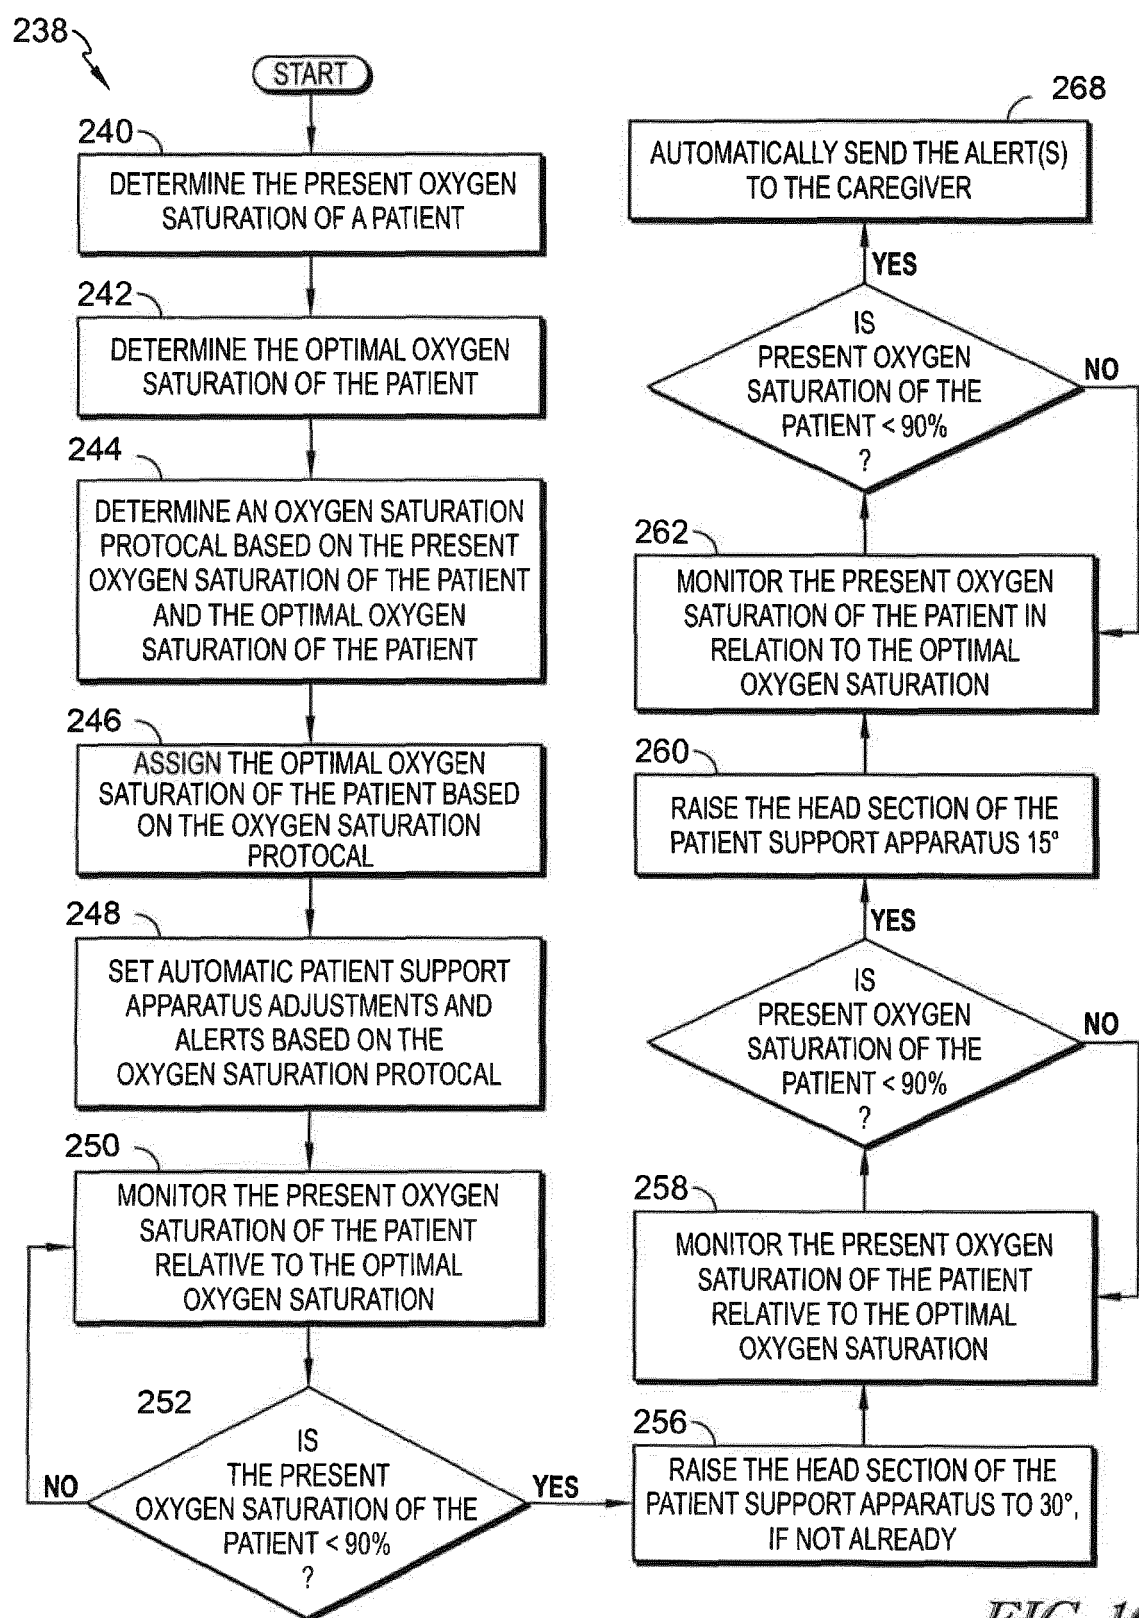 238
START
240
DETERMINE THE PRESENT OXYGEN
SATURATION OF A PATIENT
242
DETERMINE THE OPTIMAL OXYGEN
SATURATION OF THE PATIENT
244
DETERMINE AN OXYGEN SATURATION
PROTOCAL BASED ON THE PRESENT
OXYGEN SATURATION OF THE PATIENT
AND THE OPTIMAL OXYGEN
SATURATION OF THE PATIENT
246
ASSIGN THE OPTIMAL OXYGEN
SATURATION OF THE PATIENT BASED
ON THE OXYGEN SATURATION
PROTOCAL
248
SET AUTOMATIC PATIENT SUPPORT
APPARATUS ADJUSTMENTS AND
ALERTS BASED ON THE
OXYGEN SATURATION PROTOCAL
250
MONITOR THE PRESENT OXYGEN
SATURATION OF THE PATIENT
RELATIVE TO THE OPTIMAL
OXYGEN SATURATION
252
IS
THE PRESENT
OXYGEN SATURATION OF THE
PATIENT < 90%
?
NO
YES
256
RAISE THE HEAD SECTION OF THE
PATIENT SUPPORT APPARATUS TO 30°,
IF NOT ALREADY
258
MONITOR THE PRESENT OXYGEN
SATURATION OF THE PATIENT
RELATIVE TO THE OPTIMAL
OXYGEN SATURATION
IS
PRESENT OXYGEN
SATURATION OF THE
PATIENT < 90%
?
NO
YES
260
RAISE THE HEAD SECTION OF THE
PATIENT SUPPORT APPARATUS 15°
262
MONITOR THE PRESENT OXYGEN
SATURATION OF THE PATIENT IN
RELATION TO THE OPTIMAL
OXYGEN SATURATION
IS
PRESENT OXYGEN
SATURATION OF THE
PATIENT < 90%
?
NO
YES
268
AUTOMATICALLY SEND THE ALERT(S)
TO THE CAREGIVER
FIG.